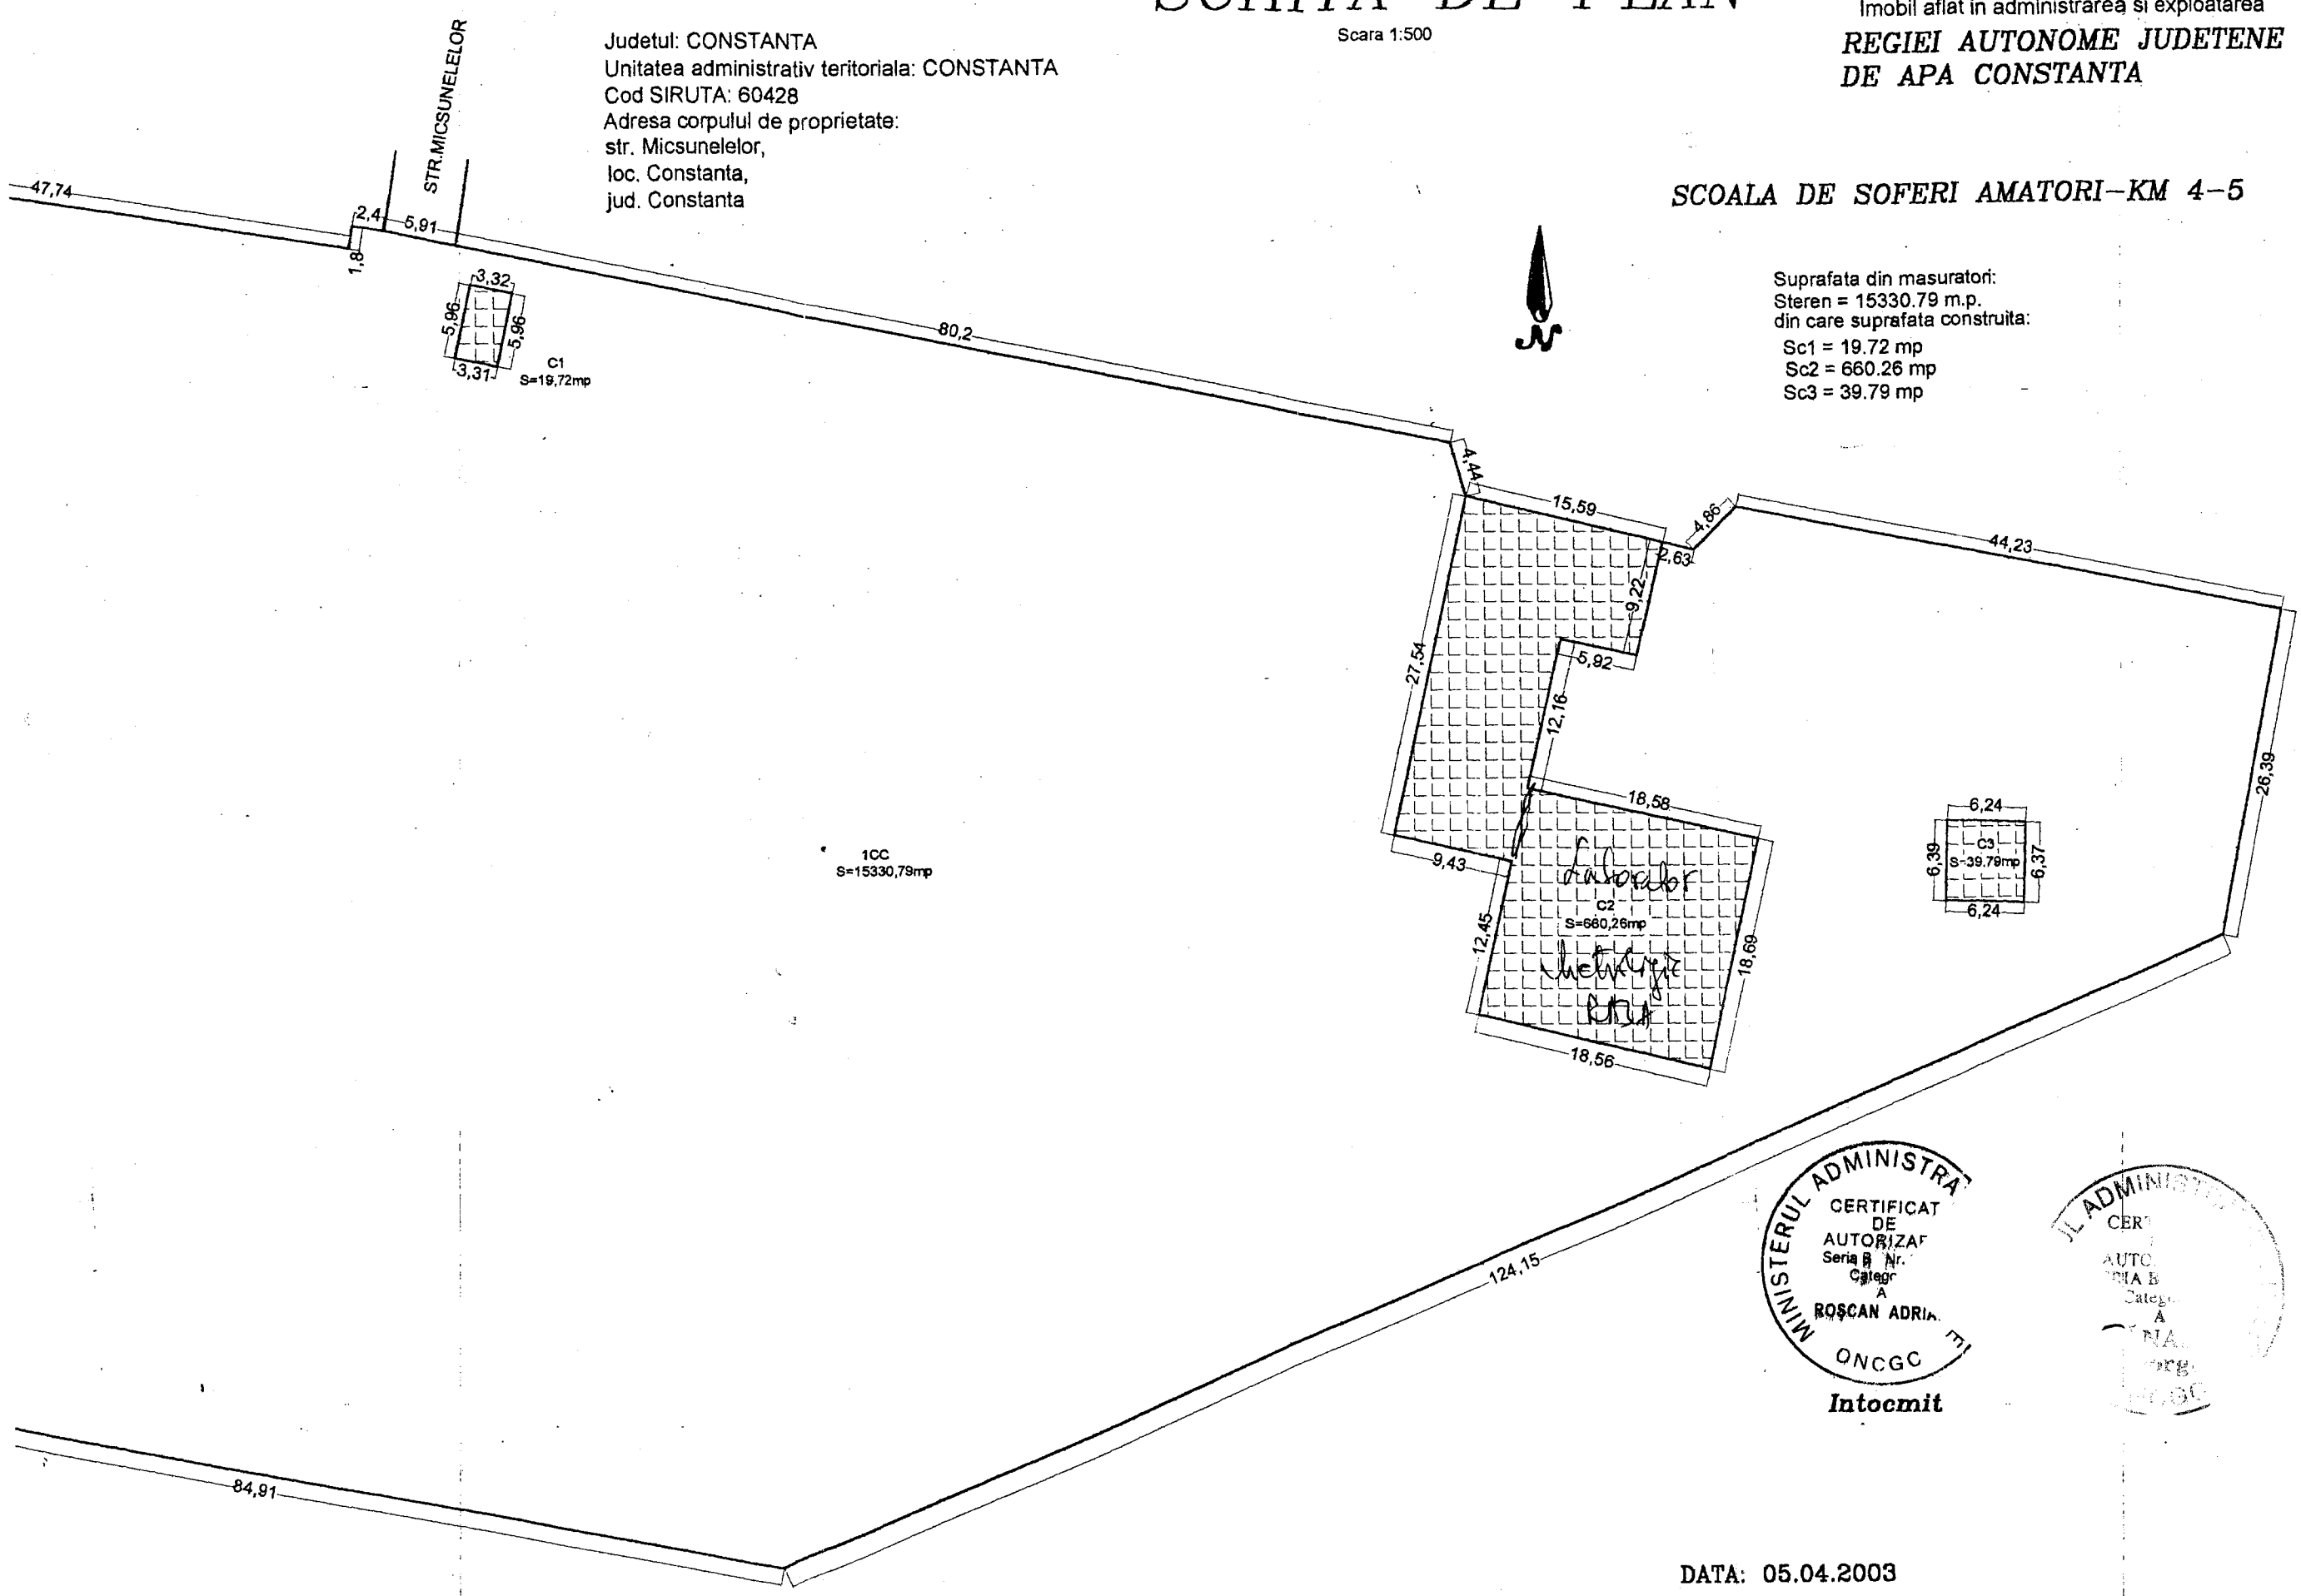 SCHITA DE PLAN
Scara 1:500
Imobil aflat in administrarea si exploatarea
REGIEI AUTONOME JUDETENE
DE APA CONSTANTA
Judetul: CONSTANTA
Unitatea administrativ teritoriala: CONSTANTA
Cod SIRUTA: 60428
Adresa corpului de proprietate:
str. Micsunelelor,
loc. Constanta,
jud. Constanta
STR.MICSUNELELOR
SCOALA DE SOFERI AMATORI-KM 4-5
N
Suprafata din masuratori:
Steren = 15330.79 m.p.
din care suprafata construita:
Sc1 = 19.72 mp
Sc2 = 660.26 mp
Sc3 = 39.79 mp
47,74
2,4
5,91
1,8
3,32
5,96
5,96
3,31
C1
S=19,72mp
80,2
4,44
15,59
4,86
2,63
44,23
9,22
5,92
27,54
12,16
26,39
18,58
9,43
12,45
Laborator
C2
S=660,26mp
Metrologie
18,69
18,56
6,24
6,39
C3
S=39.79mp
6,37
6,24
1CC
S=15330,79mp
124,15
84,91
MINISTERUL ADMINISTRA
CERTIFICAT
DE
AUTORIZAR
Seria B Nr.
Categ
A
ROŞCAN ADRIA
ONCGC
Intocmit
ADMINIST
CER
AUTO
Categ
A
DATA: 05.04.2003